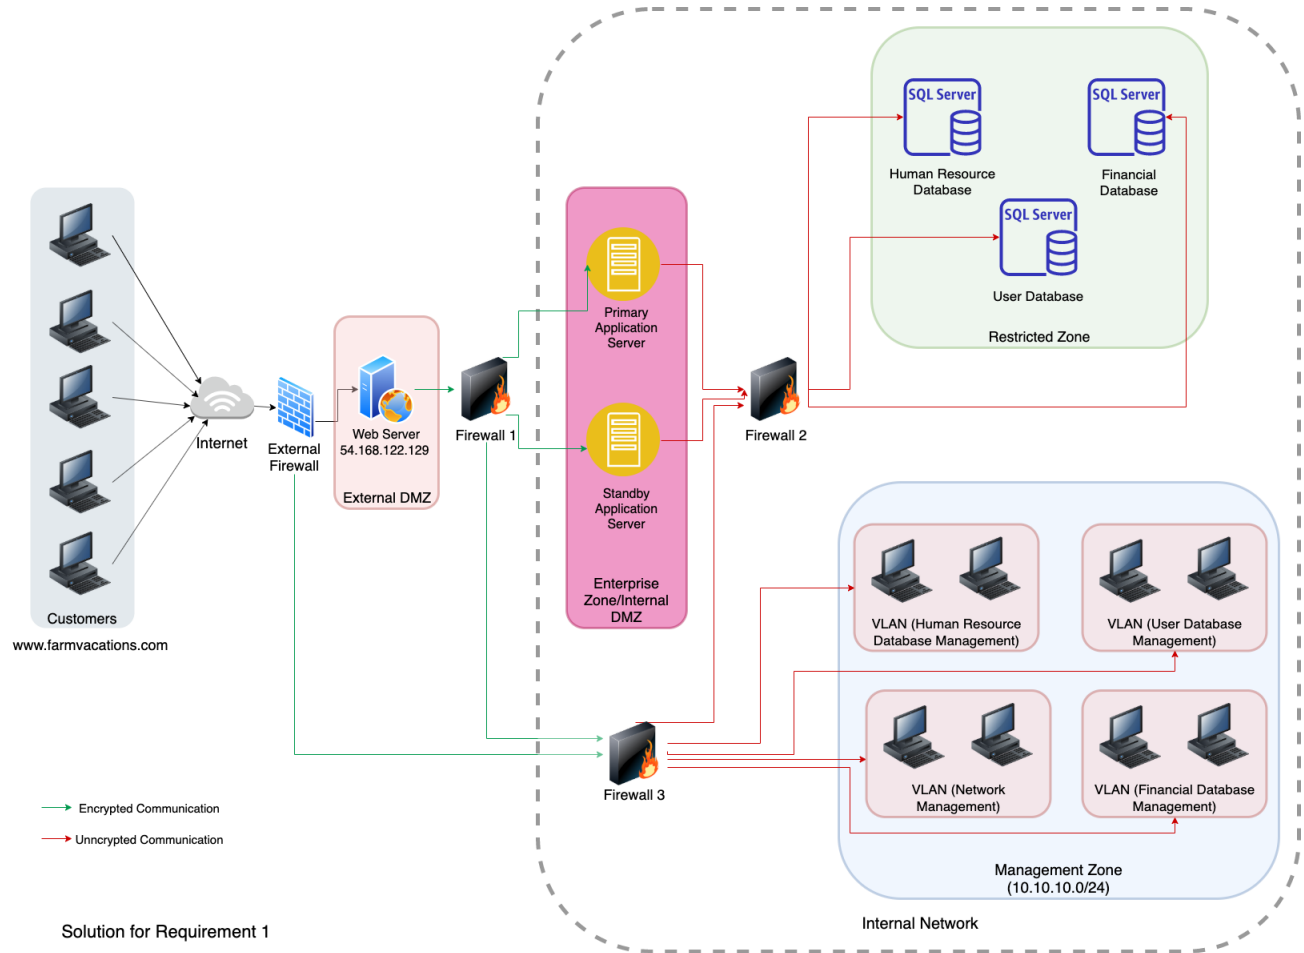 SQL Server
Human Resource
Database
SQL Server
Financial
Database
SQL Server
User Database
Restricted Zone
Primary
Application
Server
Standby
Application
Server
Enterprise
Zone/Internal
DMZ
Internet
External
Firewall
Web Server
54.168.122.129
External DMZ
Firewall 1
Firewall 2
Customers
www.farmvacations.com
VLAN (Human Resource
Database Management)
VLAN (User Database
Management)
VLAN (Network
Management)
VLAN (Financial Database
Management)
Firewall 3
Management Zone
(10.10.10.0/24)
Internal Network
Encrypted Communication
Unncrypted Communication
Solution for Requirement 1